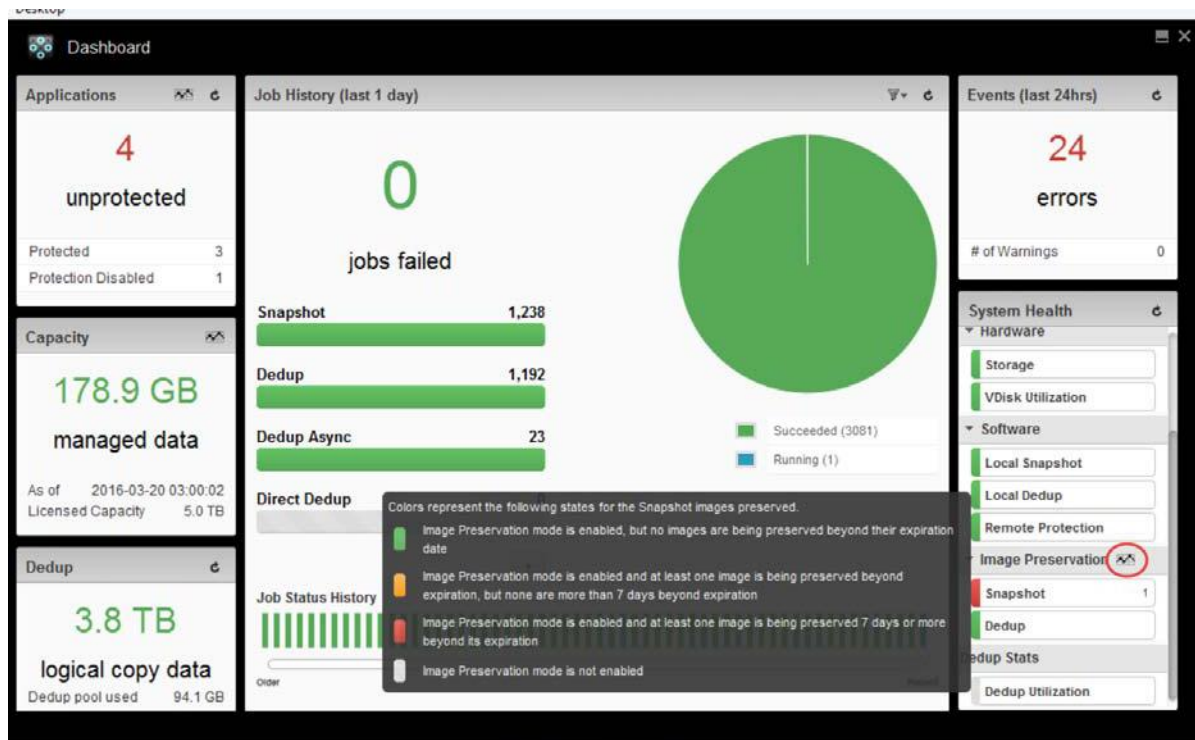 Desktop
Dashboard
Applications
4
unprotected
Protected 3
Protection Disabled 1
Capacity
178.9 GB
managed data
As of 2016-03-20 03:00:02
Licensed Capacity 5.0 TB
Dedup
3.8 TB
logical copy data
Dedup pool used 94.1 GB
Job History (last 1 day)
0
jobs failed
Snapshot 1,238
Dedup 1,192
Dedup Async 23
Direct Dedup
Succeeded (3081)
Running (1)
Job Status History
Older
Colors represent the following states for the Snapshot images preserved.
Image Preservation mode is enabled, but no images are being preserved beyond their expiration
date
Image Preservation mode is enabled and at least one image is being preserved beyond
expiration, but none are more than 7 days beyond expiration
Image Preservation mode is enabled and at least one image is being preserved 7 days or more
beyond its expiration
Image Preservation mode is not enabled
Events (last 24hrs)
24
errors
# of Warnings 0
System Health
Hardware
Storage
VDisk Utilization
Software
Local Snapshot
Local Dedup
Remote Protection
Image Preservation
Snapshot 1
Dedup
Dedup Stats
Dedup Utilization